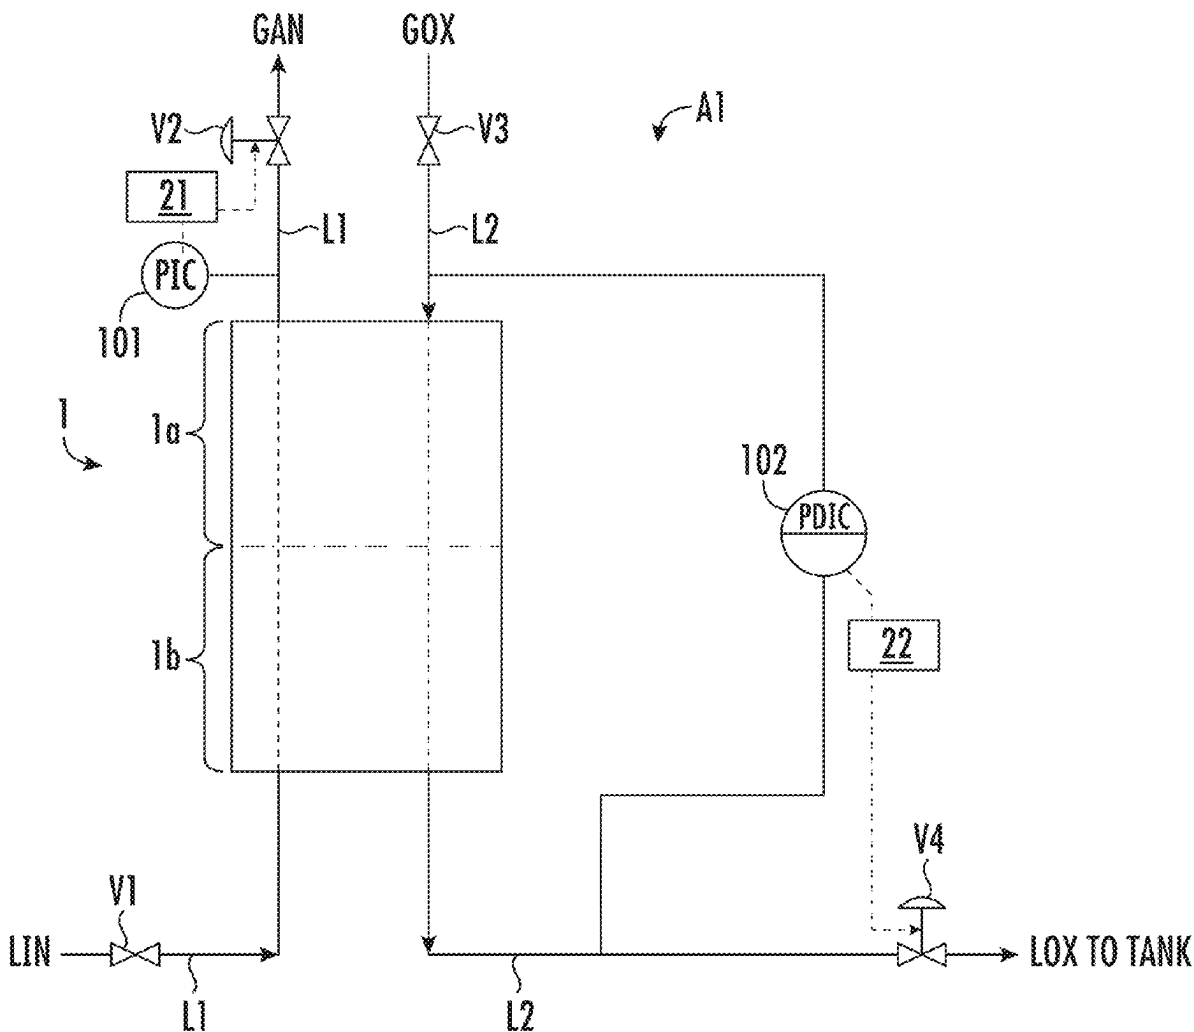 GAN
GOX
A1
V2
V3
21
L1
L2
PIC
101
1a
1
102
PDIC
1b
22
V4
V1
LIN
LOX TO TANK
L1
L2